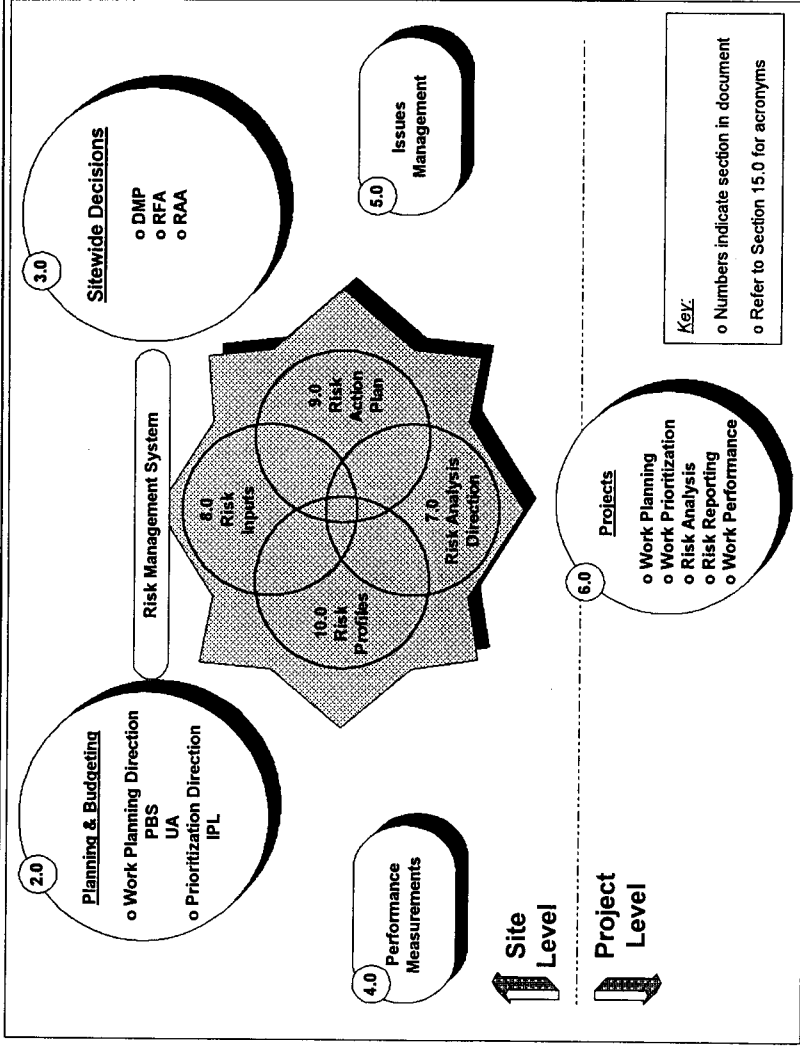 2.0
Planning & Budgeting
o Work Planning Direction
PBS
UA
o Prioritization Direction
IPL
Risk Management System
3.0
Sitewide Decisions
o DMP
o RFA
o RAA
4.0
Performance
Measurements
8.0
Risk
Inputs
10.0
Risk
Profiles
9.0
Risk
Action
Plan
7.0
Risk Analysis
Direction
5.0
Issues
Management
Site
Level
Project
Level
6.0
Projects
o Work Planning
o Work Prioritization
o Risk Analysis
o Risk Reporting
o Work Performance
Key:
o Numbers indicate section in document
o Refer to Section 15.0 for acronyms